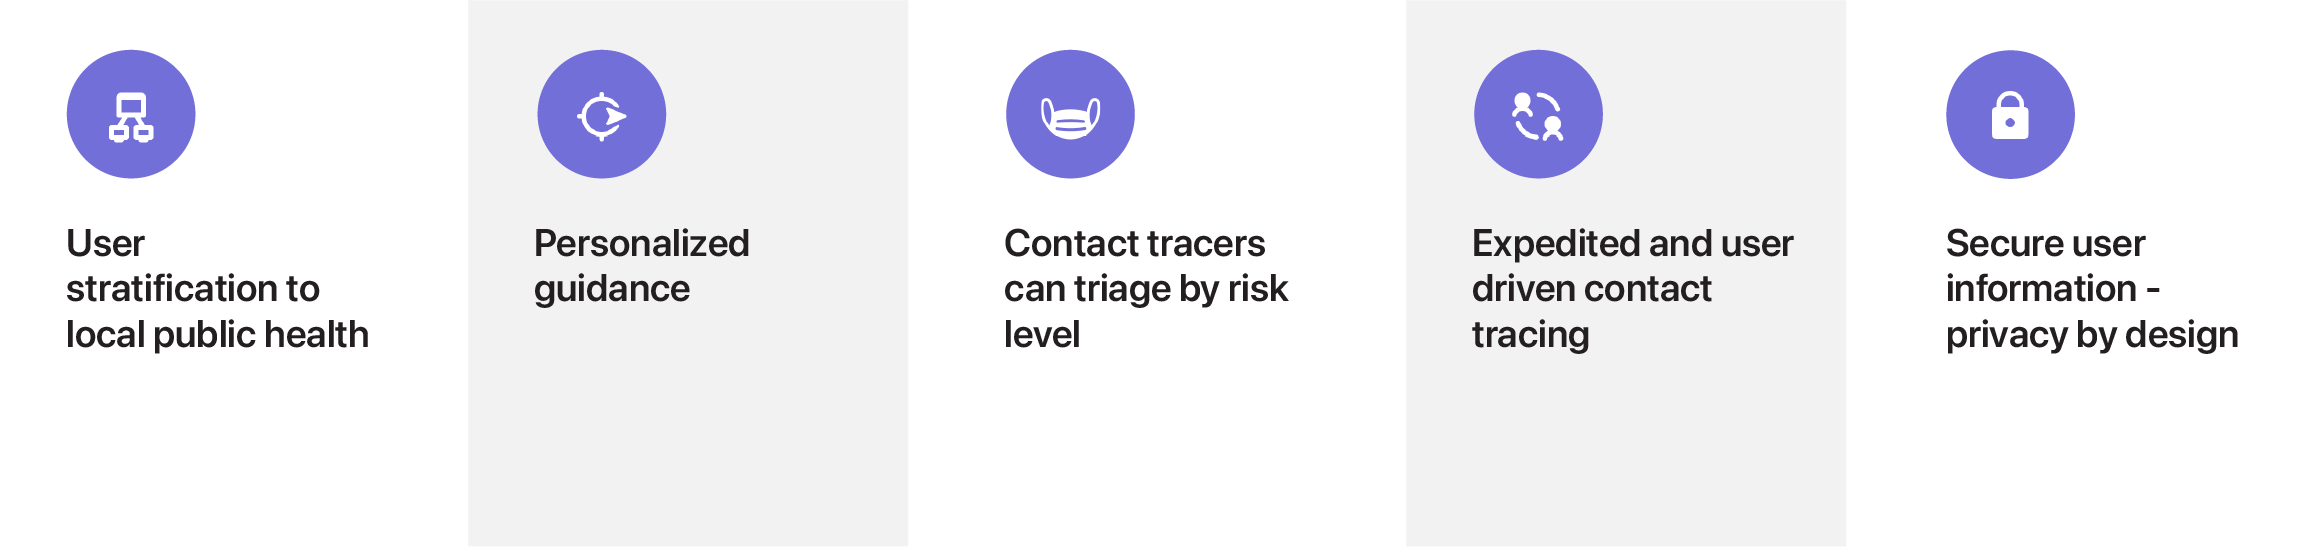 User
stratification to
local public health
Personalized
guidance
Contact tracers
can triage by risk
level
Expedited and user
driven contact
tracing
Secure user
information -
privacy by design